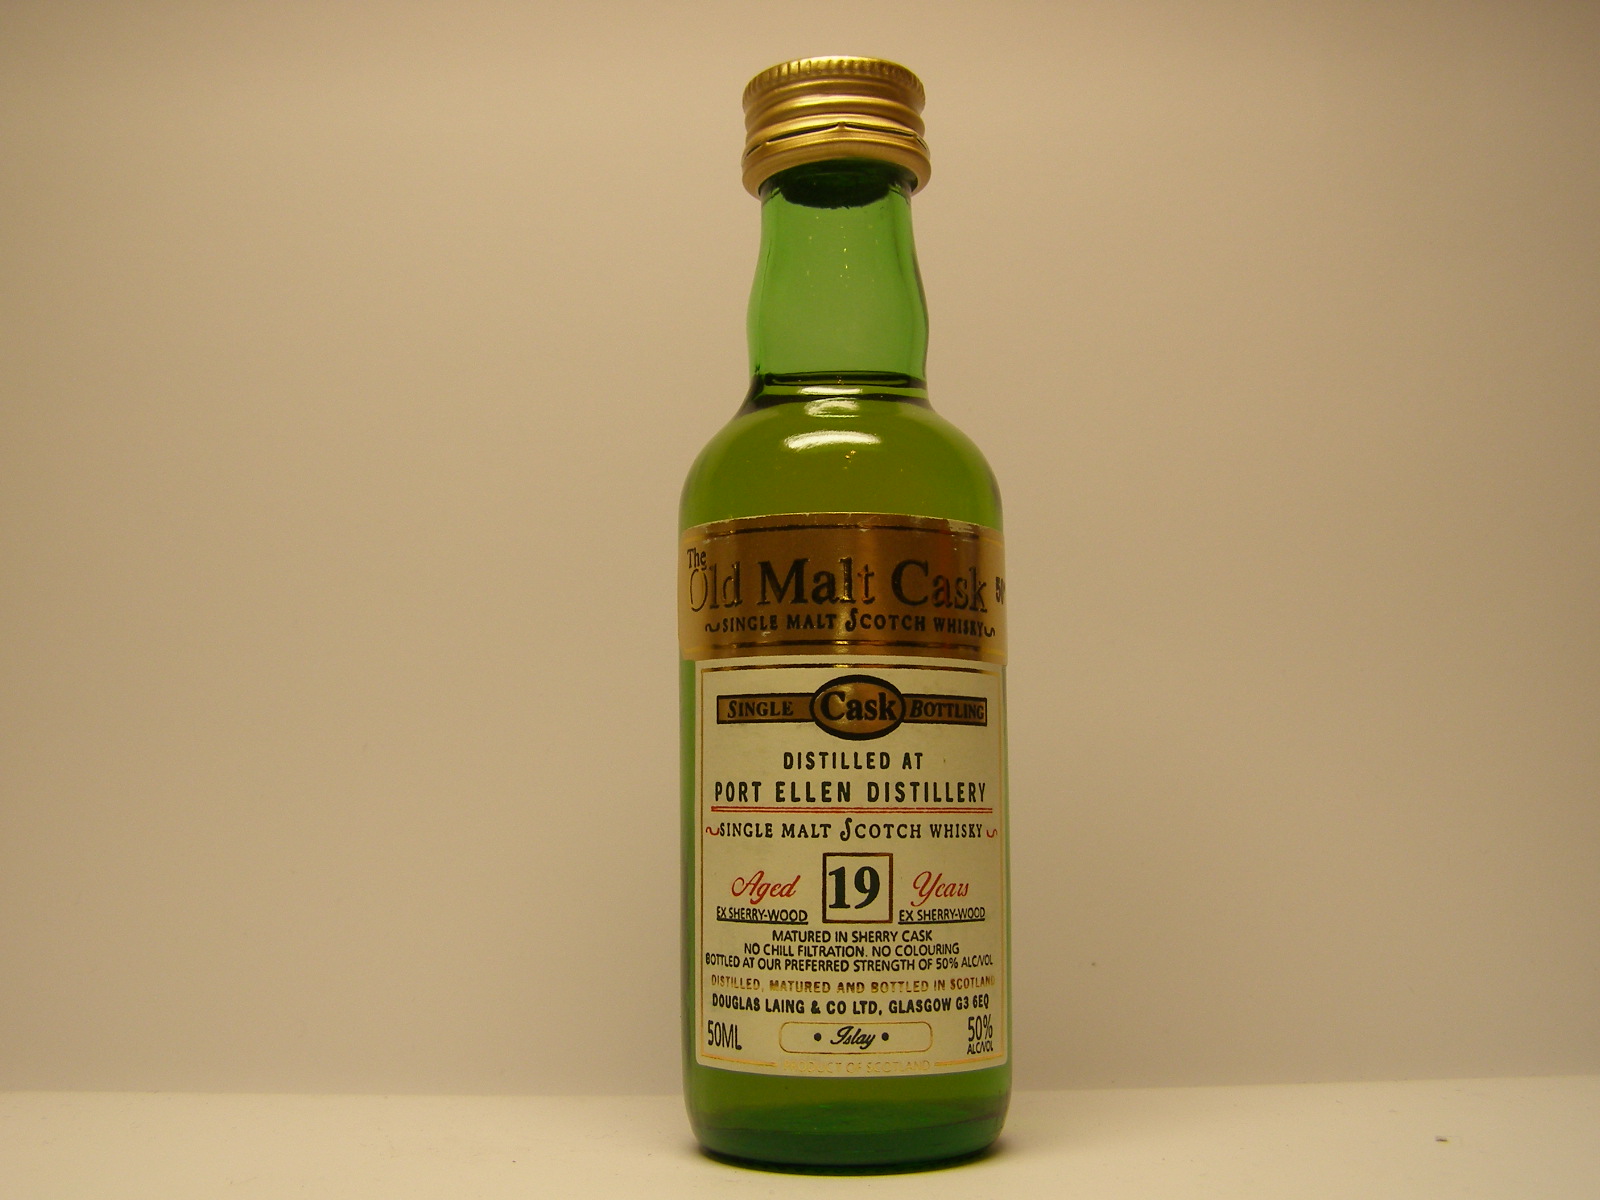 The
Old Malt Cask
SINGLE MALT SCOTCH WHISKY
SINGLE Cask BOTTLING
DISTILLED AT
PORT ELLEN DISTILLERY
SINGLE MALT SCOTCH WHISKY
Aged 19 Years
EX SHERRY-WOOD EX SHERRY-WOOD
MATURED IN SHERRY CASK
NO CHILL FILTRATION. NO COLOURING
BOTTLED AT OUR PREFERRED STRENGTH OF 50% ALC/VOL
DISTILLED, MATURED AND BOTTLED IN SCOTLAND
DOUGLAS LAING & CO LTD, GLASGOW G3 6EQ
50ML • Islay • 50%
ALC/VOL
PRODUCT OF SCOTLAND